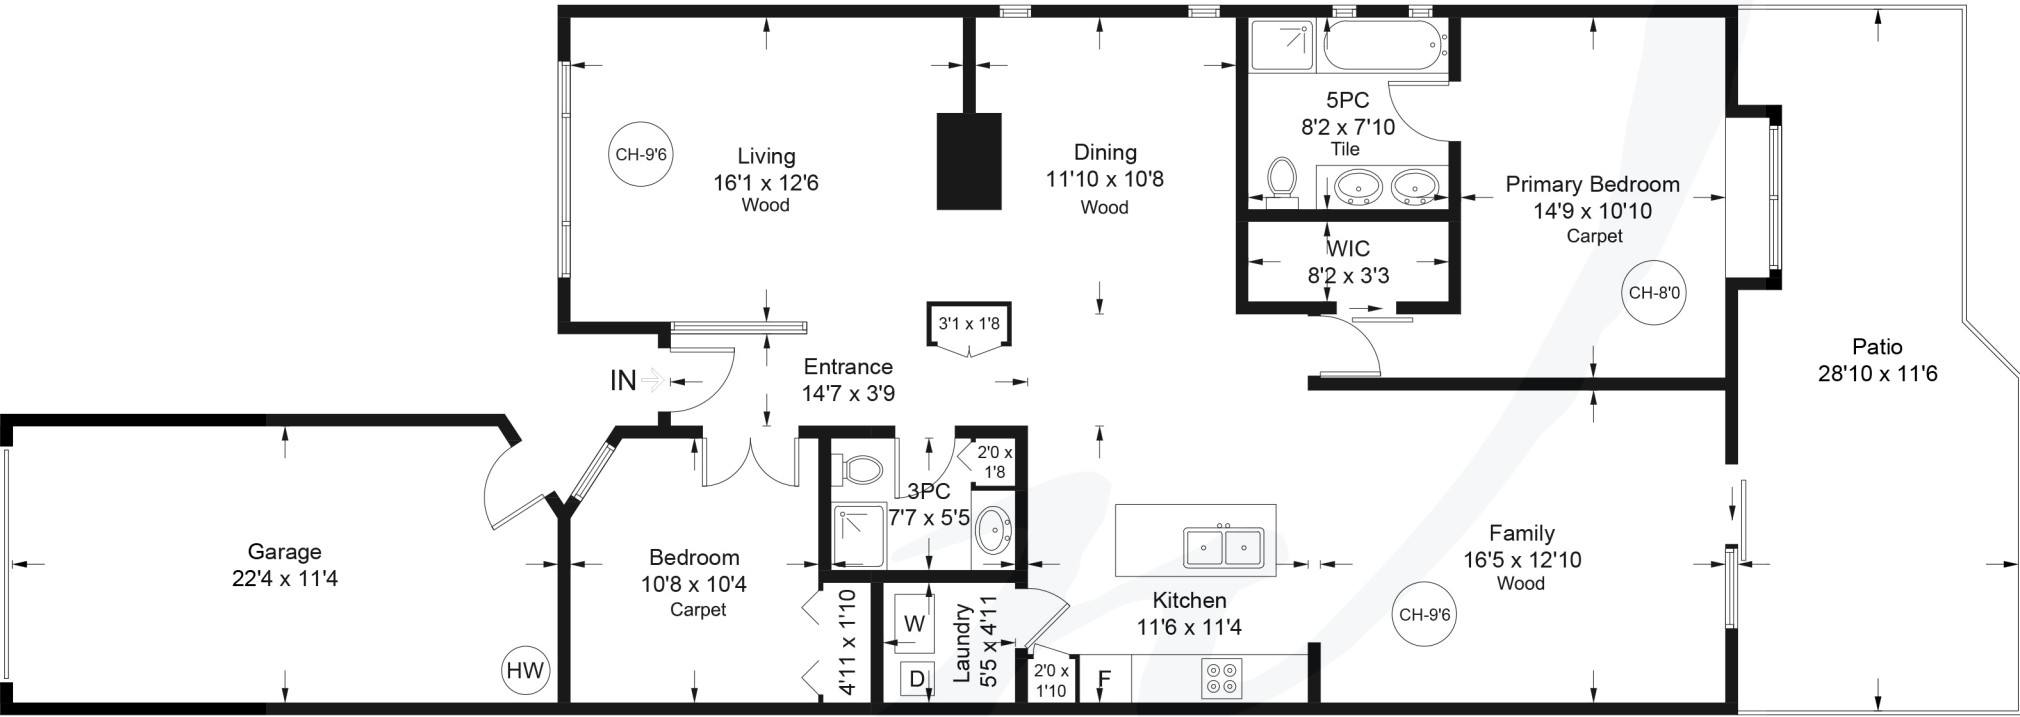 CH-9'6
Living
16'1 x 12'6
Wood
Dining
11'10 x 10'8
Wood
5PC
8'2 x 7'10
Tile
WIC
8'2 x 3'3
Primary Bedroom
14'9 x 10'10
Carpet
CH-8'0
Patio
28'10 x 11'6
3'1 x 1'8
IN
Entrance
14'7 x 3'9
Garage
22'4 x 11'4
HW
Bedroom
10'8 x 10'4
Carpet
4'11 x 1'10
3PC
7'7 x 5'5
2'0 x
1'8
W
D
Laundry
5'5 x 4'11
Kitchen
11'6 x 11'4
2'0 x
1'10
F
Family
16'5 x 12'10
Wood
CH-9'6